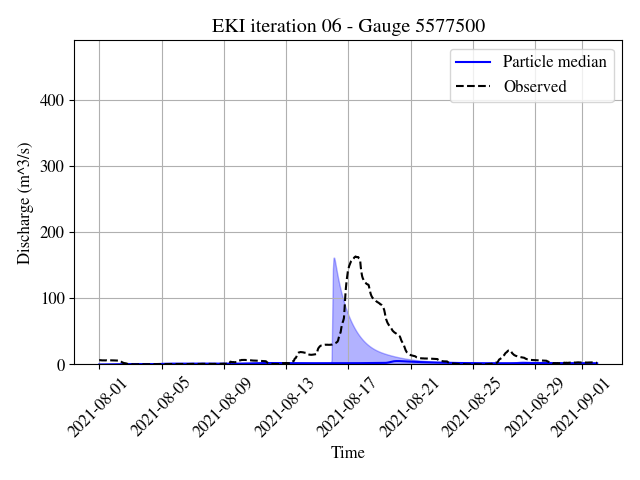 EKI iteration 06 - Gauge 5577500
Particle median
Observed
Discharge (m^3/s)
400
300
200
100
0
2021-08-01
2021-08-05
2021-08-09
2021-08-13
2021-08-17
2021-08-21
2021-08-25
2021-08-29
2021-09-01
Time